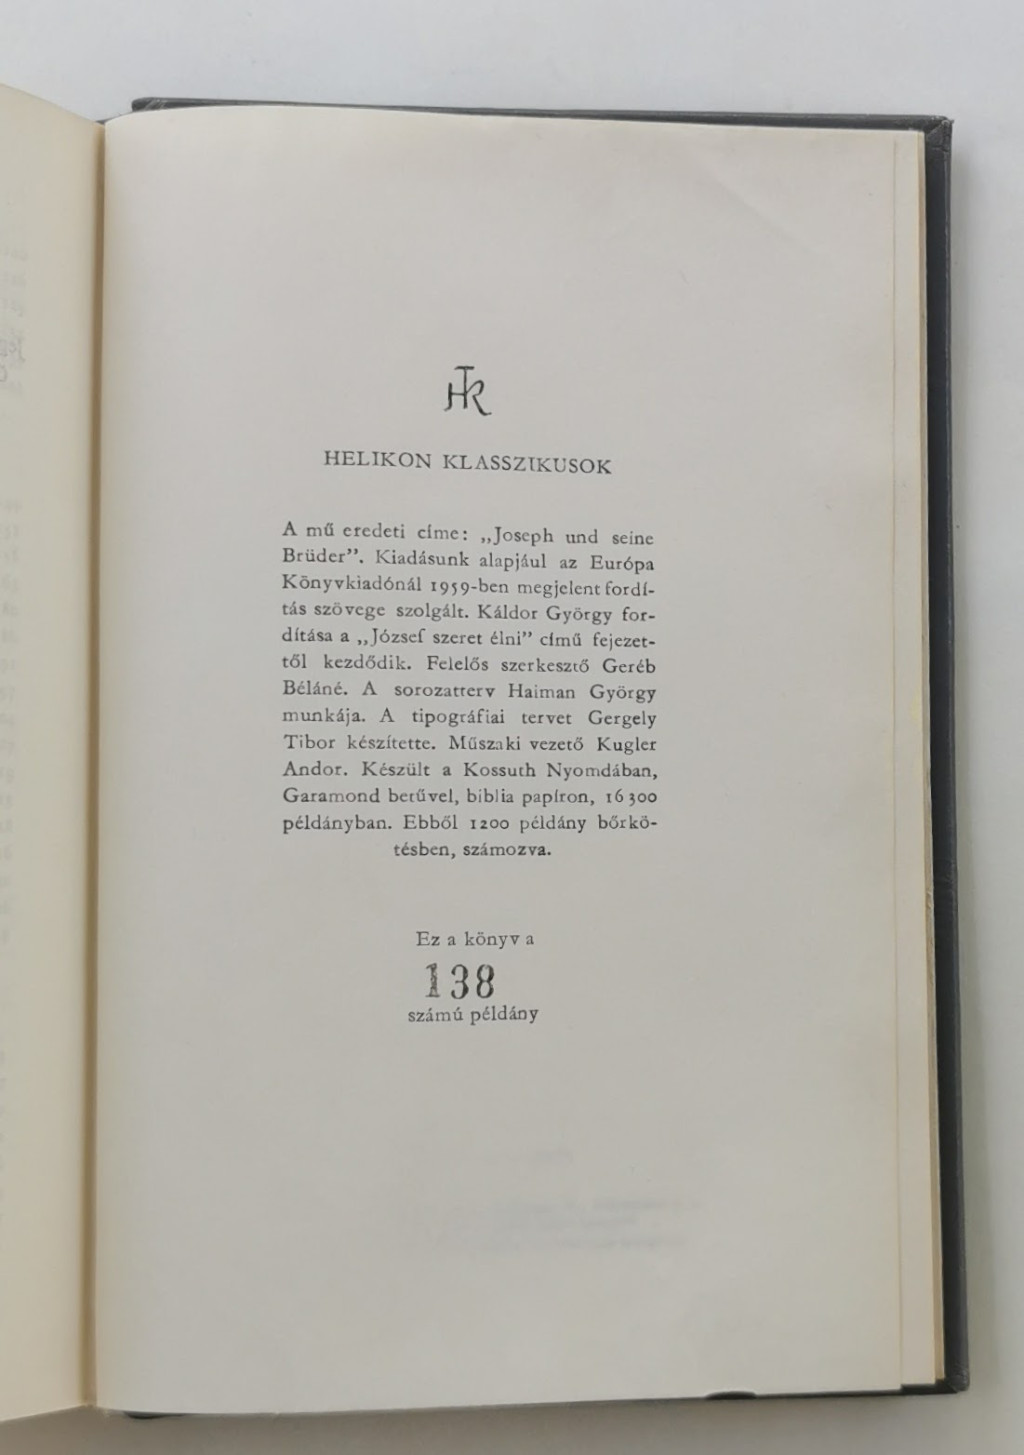 HK
HELIKON KLASSZIKUSOK
A mű eredeti címe: „Joseph und seine
Brüder”. Kiadásunk alapjául az Európa
Könyvkiadónál 1959-ben megjelent fordí-
tás szövege szolgált. Káldor György for-
dítása a „József szeret élni” című fejezet-
től kezdődik. Felelős szerkesztő Geréb
Béláné. A sorozatterv Haiman György
munkája. A tipográfiai tervet Gergely
Tibor készítette. Műszaki vezető Kugler
Andor. Készült a Kossuth Nyomdában,
Garamond betűvel, biblia papíron, 16 300
példányban. Ebből 1200 példány bőrkö-
tésben, számozva.
Ez a könyv a
138
számú példány